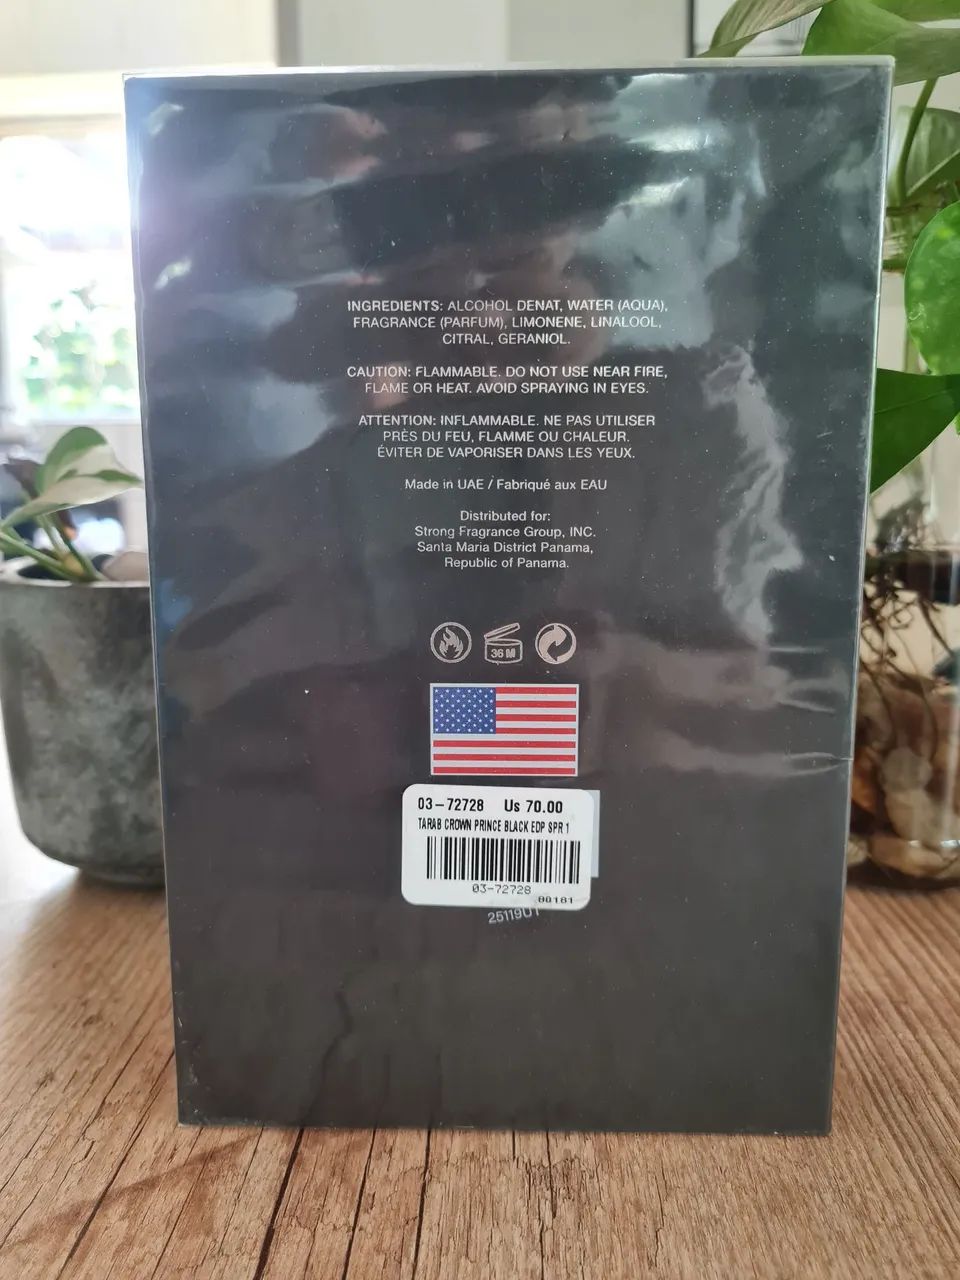 INGREDIENTS: ALCOHOL DENAT, WATER (AQUA),
FRAGRANCE (PARFUM), LIMONENE, LINALOOL,
CITRAL, GERANIOL.
CAUTION: FLAMMABLE. DO NOT USE NEAR FIRE,
FLAME OR HEAT. AVOID SPRAYING IN EYES.
ATTENTION: INFLAMMABLE. NE PAS UTILISER
PRÈS DU FEU, FLAMME OU CHALEUR.
ÉVITER DE VAPORISER DANS LES YEUX.
Made in UAE / Fabriqué aux EAU
Distributed for:
Strong Fragrance Group, INC.
Santa Maria District Panama,
Republic of Panama.
36 M
03-72728 Us 70.00
TARAB CROWN PRINCE BLACK EDP SPR 1
03-72728
00161